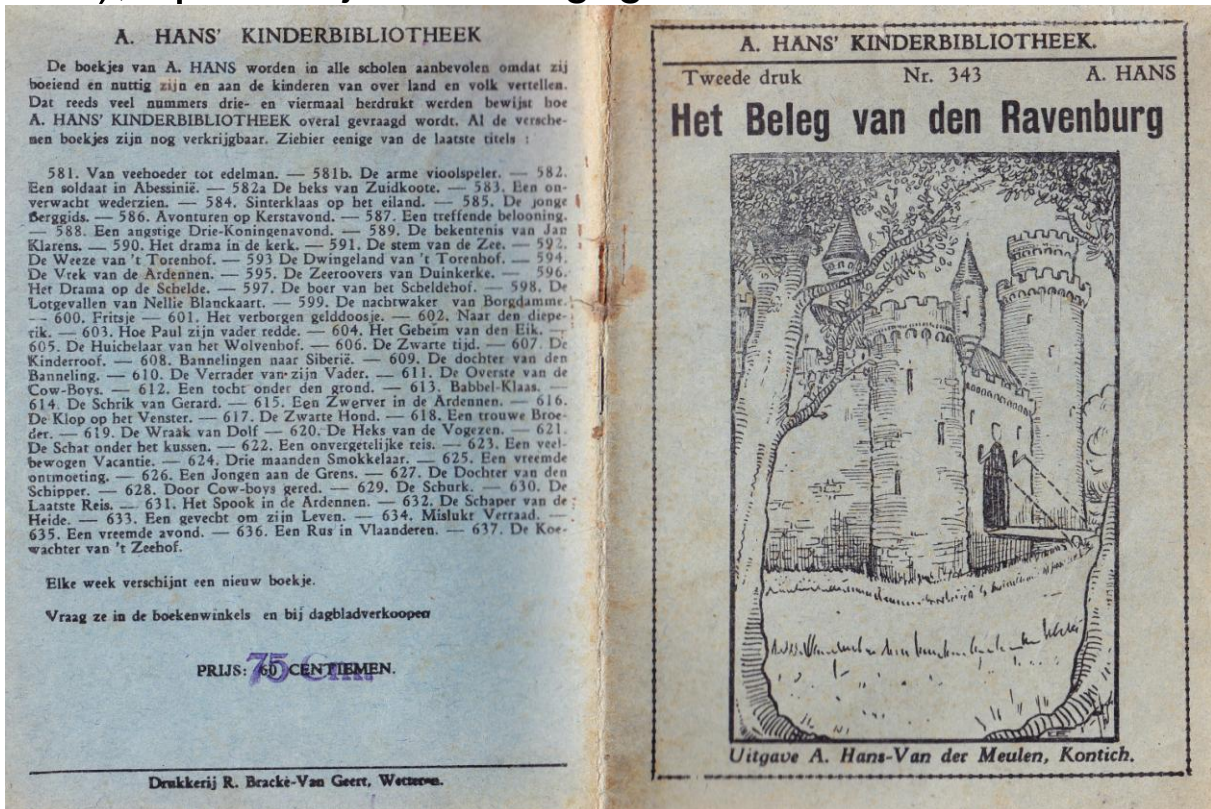 A. HANS' KINDERBIBLIOTHEEK
De boekjes van A. HANS worden in alle scholen aanbevolen omdat zij
boeiend en nuttig zijn en aan de kinderen van over land en volk vertellen.
Dat reeds veel nummers drie- en viermaal herdrukt werden bewijst hoe
A. HANS' KINDERBIBLIOTHEEK overal gevraagd wordt. Al de versche-
nen boekjes zijn nog verkrijgbaar. Ziehier eenige van de laatste titels :
581. Van veehoeder tot edelman. — 581b. De arme vioolspeler. — 582.
Een soldaat in Abessinië. — 582a De heks van Zuidkoote. — 583. Een on-
verwacht wederzien. — 584. Sinterklaas op het eiland. — 585. De jonge
Berggids. — 586. Avonturen op Kerstavond. — 587. Een treffende belooning.
— 588. Een angstige Drie-Koningenavond. — 589. De bekentenis van Jan
Klarens. — 590. Het drama in de kerk. — 591. De stem van de Zee. — 592.
De Weeze van 't Torenhof. — 593 De Dwingeland van 't Torenhof. — 594.
De Vrek van de Ardennen. — 595. De Zeeroovers van Duinkerke. — 596.
Het Drama op de Schelde. — 597. De boer van het Scheldehof. — 598. De
Lotgevallen van Nellie Blanckaart. — 599. De nachtwaker van Borgdamme.
— 600. Fritsje — 601. Het verborgen gelddoosje. — 602. Naar den diepe-
rik. — 603. Hoe Paul zijn vader redde. — 604. Het Geheim van den Eik. —
605. De Huichelaar van het Wolvenhof. — 606. De Zwarte tijd. — 607. De
Kinderroof. — 608. Bannelingen naar Siberië. — 609. De dochter van den
Banneling. — 610. De Verrader van zijn Vader. — 611. De Overste van de
Cow-Boys. — 612. Een tocht onder den grond. — 613. Babbel-Klaas. —
614. De Schrik van Gerard. — 615. Een Zwerver in de Ardennen. — 616.
De Klop op het Venster. — 617. De Zwarte Hond. — 618. Een trouwe Broe-
der. — 619. De Wraak van Dolf — 620. De Heks van de Vogezen. — 621.
De Schat onder het kussen. — 622. Een onvergetelijke reis. — 623. Een veel-
bewogen Vacantie. — 624. Drie maanden Smokkelaar. — 625. Een vreemde
ontmoeting. — 626. Een Jongen aan de Grens. — 627. De Dochter van den
Schipper. — 628. Door Cow-boys gered. — 629. De Schurk. — 630. De
Laatste Reis. — 631. Het Spook in de Ardennen. — 632. De Schaper van de
Heide. — 633. Een gevecht om zijn Leven. — 634. Mislukt Verraad. —
635. Een vreemde avond. — 636. Een Rus in Vlaanderen. — 637. De Koe-
wachter van 't Zeehof.
Elke week verschijnt een nieuw boekje.
Vraag ze in de boekenwinkels en bij dagbladverkoopen
PRIJS: 60 CENTIEMEN.
75 Cm.
Drukkerij R. Bracké-Van Geert, Wetteren.
A. HANS' KINDERBIBLIOTHEEK.
Tweede druk Nr. 343 A. HANS
Het Beleg van den Ravenburg
Uitgave A. Hans-Van der Meulen, Kontich.